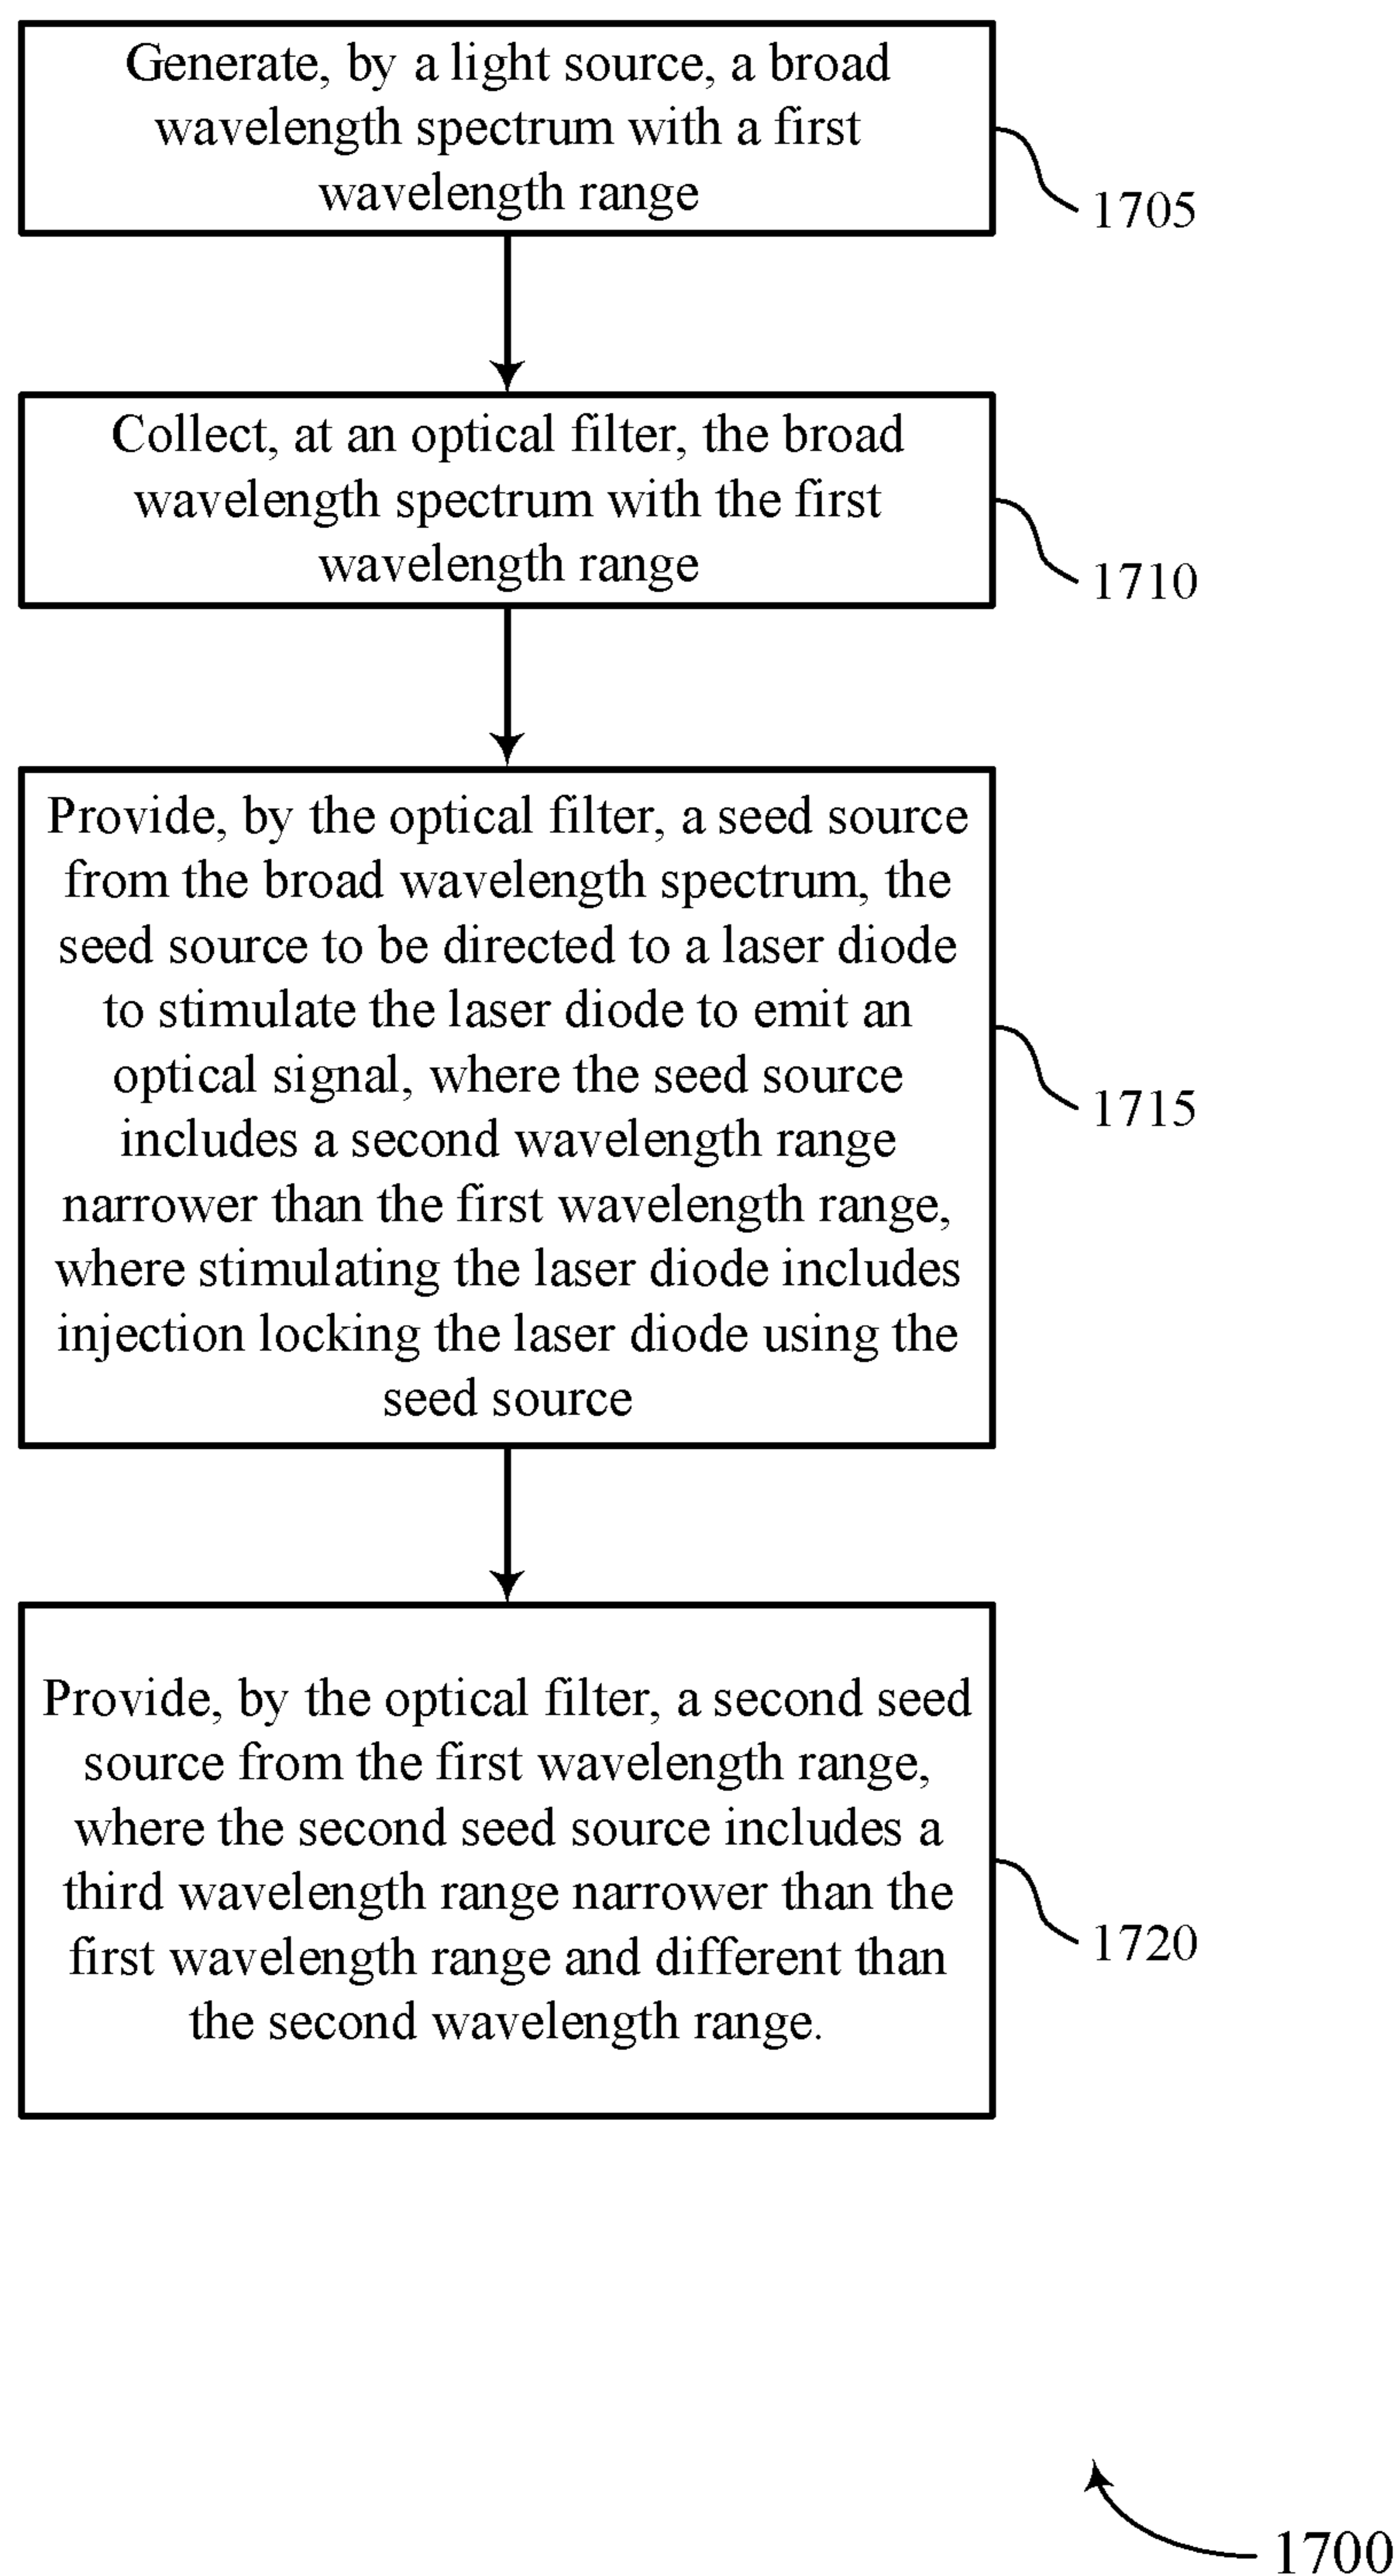 Generate, by a light source, a broad
wavelength spectrum with a first
wavelength range
1705
Collect, at an optical filter, the broad
wavelength spectrum with the first
wavelength range
1710
Provide, by the optical filter, a seed source
from the broad wavelength spectrum, the
seed source to be directed to a laser diode
to stimulate the laser diode to emit an
optical signal, where the seed source
includes a second wavelength range
narrower than the first wavelength range,
where stimulating the laser diode includes
injection locking the laser diode using the
seed source
1715
Provide, by the optical filter, a second seed
source from the first wavelength range,
where the second seed source includes a
third wavelength range narrower than the
first wavelength range and different than
the second wavelength range.
1720
1700